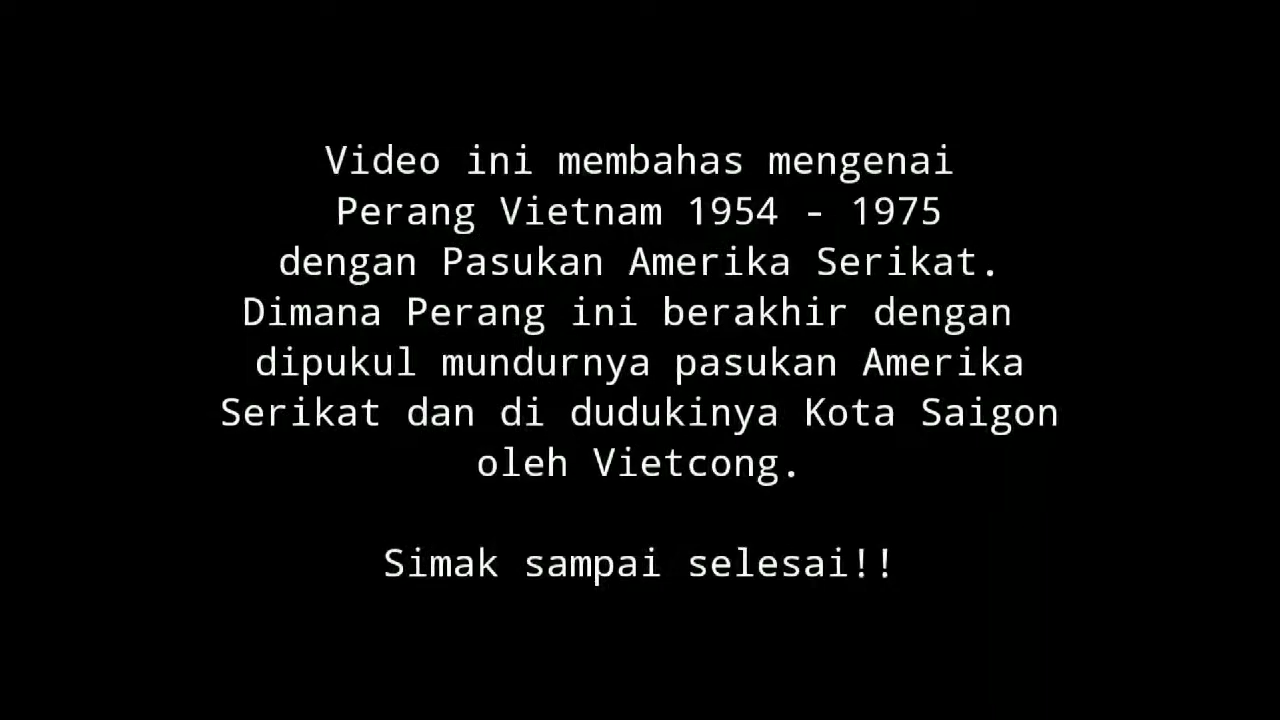 Video ini membahas mengenai
Perang Vietnam 1954 - 1975
dengan Pasukan Amerika Serikat.
Dimana Perang ini berakhir dengan
dipukul mundurnya pasukan Amerika
Serikat dan di dudukinya Kota Saigon
oleh Vietcong.
Simak sampai selesai!!